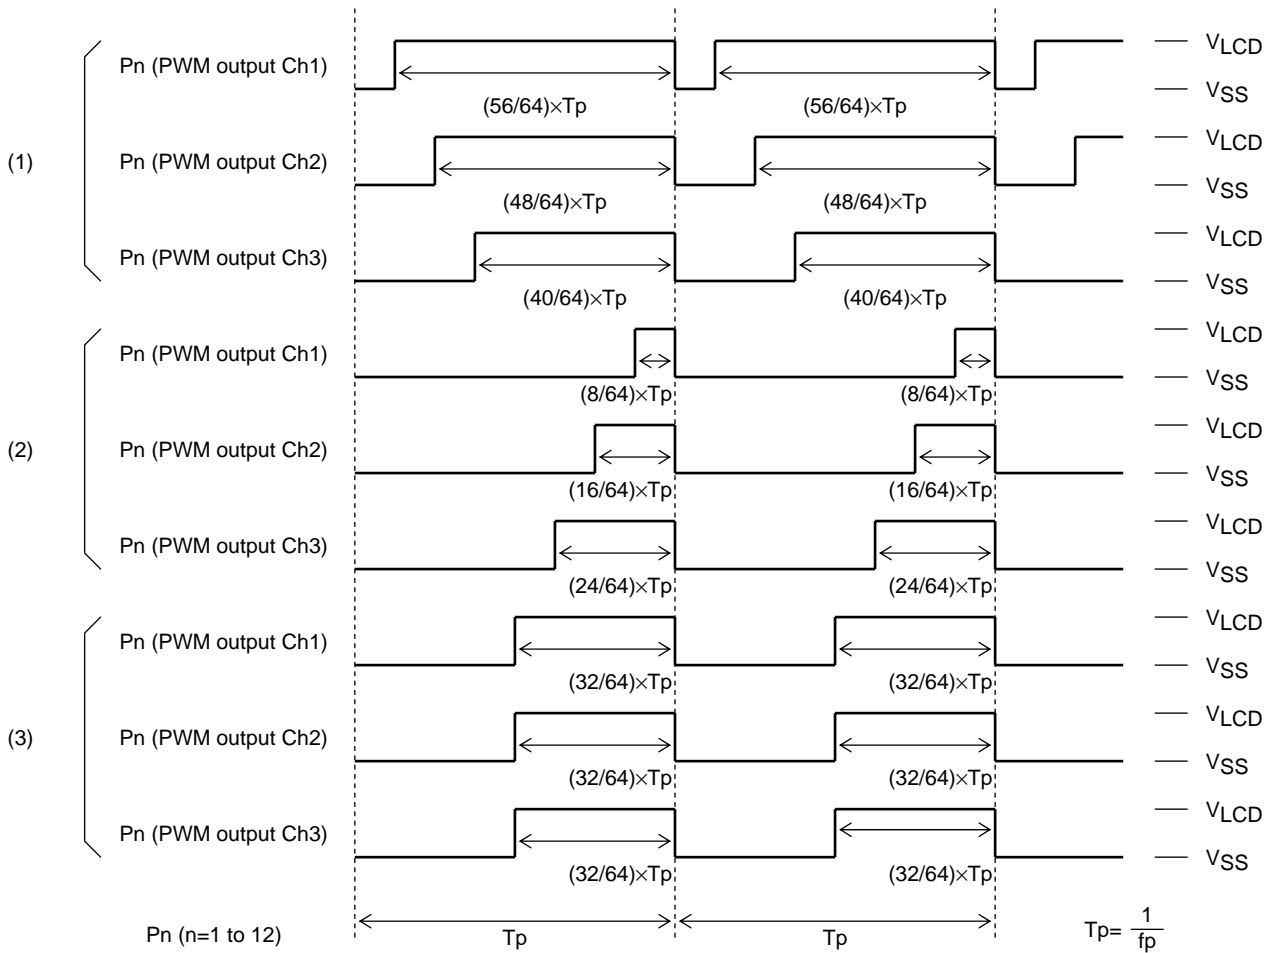 (1)
Pn (PWM output Ch1)
(56/64)×Tp
(56/64)×Tp
VLCD
VSS
Pn (PWM output Ch2)
(48/64)×Tp
(48/64)×Tp
VLCD
VSS
Pn (PWM output Ch3)
(40/64)×Tp
(40/64)×Tp
VLCD
VSS
(2)
Pn (PWM output Ch1)
(8/64)×Tp
(8/64)×Tp
VLCD
VSS
Pn (PWM output Ch2)
(16/64)×Tp
(16/64)×Tp
VLCD
VSS
Pn (PWM output Ch3)
(24/64)×Tp
(24/64)×Tp
VLCD
VSS
(3)
Pn (PWM output Ch1)
(32/64)×Tp
(32/64)×Tp
VLCD
VSS
Pn (PWM output Ch2)
(32/64)×Tp
(32/64)×Tp
VLCD
VSS
Pn (PWM output Ch3)
(32/64)×Tp
(32/64)×Tp
VLCD
VSS
Pn (n=1 to 12)
Tp
Tp
Tp= 1/fp